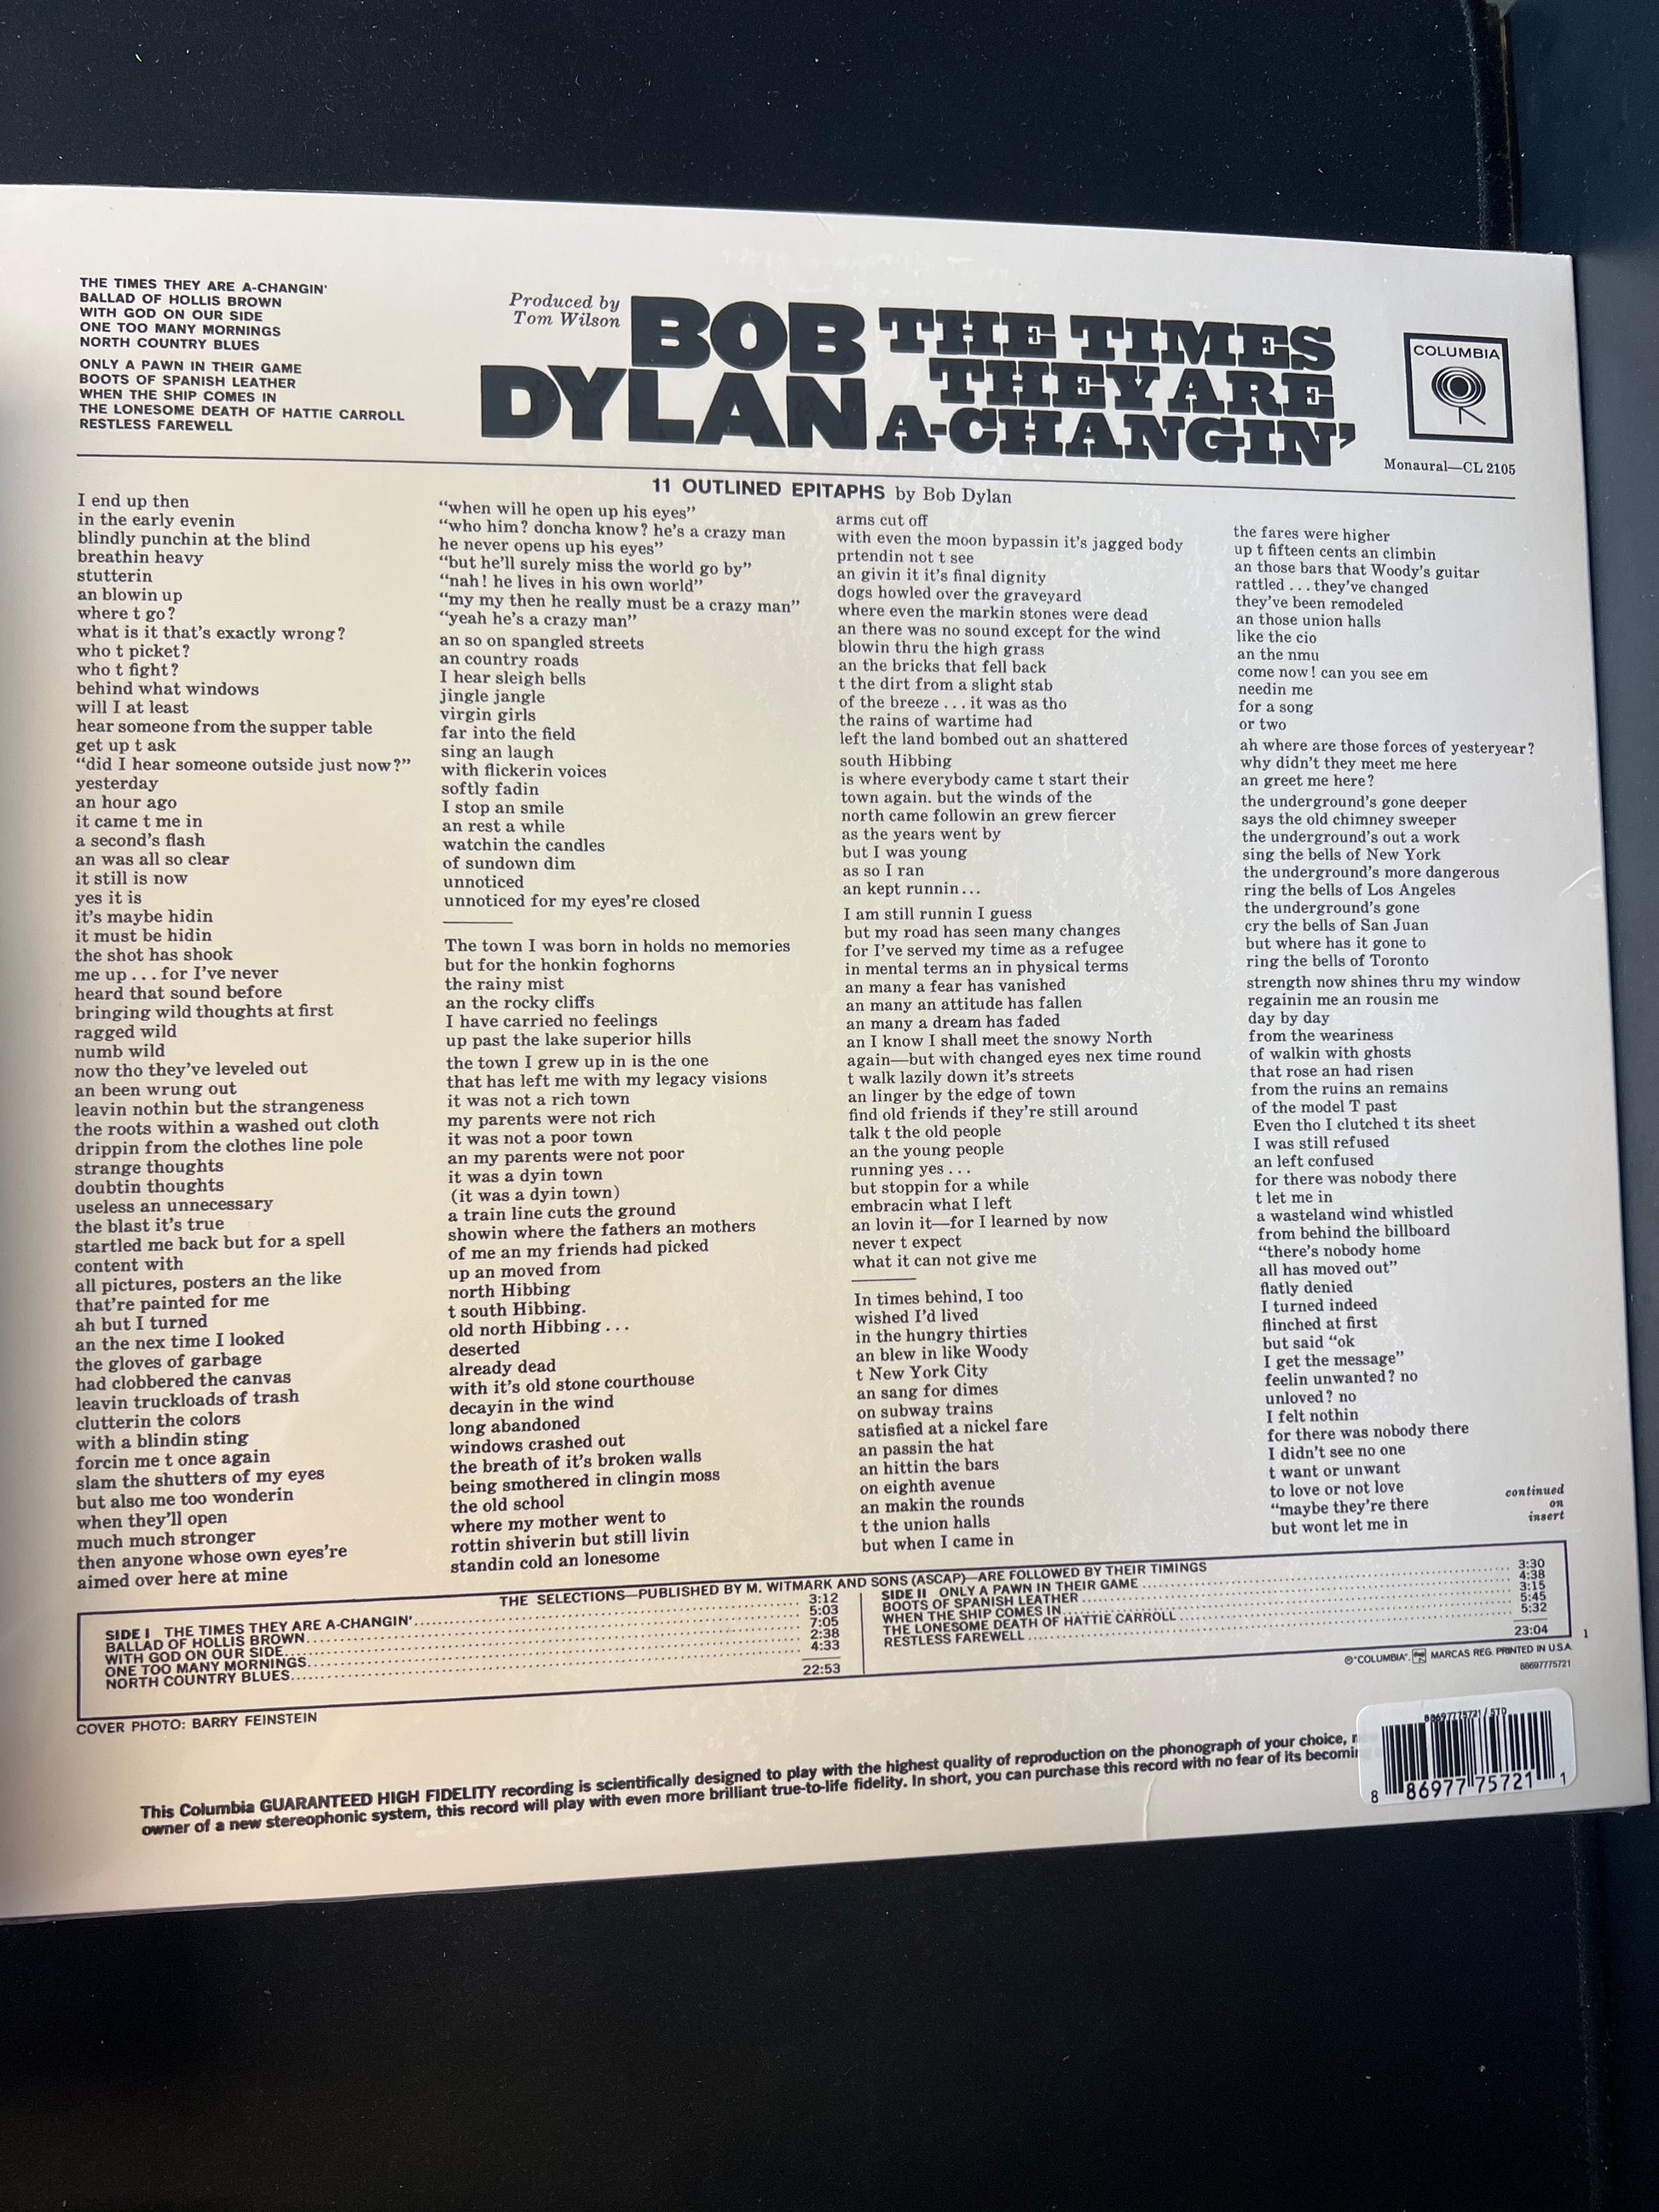 THE TIMES THEY ARE A-CHANGIN'
BALLAD OF HOLLIS BROWN
WITH GOD ON OUR SIDE
ONE TOO MANY MORNINGS
NORTH COUNTRY BLUES
ONLY A PAWN IN THEIR GAME
BOOTS OF SPANISH LEATHER
WHEN THE SHIP COMES IN
THE LONESOME DEATH OF HATTIE CARROLL
RESTLESS FAREWELL
Produced by
Tom Wilson
BOB
DYLAN
THE TIMES
THEY ARE
A-CHANGIN'
COLUMBIA
Monaural—CL 2105
11 OUTLINED EPITAPHS by Bob Dylan
I end up then
in the early evenin
blindly punchin at the blind
breathin heavy
stutterin
an blowin up
where t go?
what is it that's exactly wrong?
who t picket?
who t fight?
behind what windows
will I at least
hear someone from the supper table
get up t ask
“did I hear someone outside just now?”
yesterday
an hour ago
it came t me in
a second's flash
an was all so clear
it still is now
yes it is
it's maybe hidin
it must be hidin
the shot has shook
me up . . . for I've never
heard that sound before
bringing wild thoughts at first
ragged wild
numb wild
now tho they've leveled out
an been wrung out
leavin nothin but the strangeness
the roots within a washed out cloth
drippin from the clothes line pole
strange thoughts
doubtin thoughts
useless an unnecessary
the blast it's true
startled me back but for a spell
content with
all pictures, posters an the like
that're painted for me
ah but I turned
an the nex time I looked
the gloves of garbage
had clobbered the canvas
leavin truckloads of trash
clutterin the colors
with a blindin sting
forcin me t once again
slam the shutters of my eyes
but also me too wonderin
when they'll open
much much stronger
then anyone whose own eyes're
aimed over here at mine
“when will he open up his eyes”
“who him? doncha know? he's a crazy man
he never opens up his eyes”
“but he'll surely miss the world go by”
“nah! he lives in his own world”
“my my then he really must be a crazy man”
“yeah he's a crazy man”
an so on spangled streets
an country roads
I hear sleigh bells
jingle jangle
virgin girls
far into the field
sing an laugh
with flickerin voices
softly fadin
I stop an smile
an rest a while
watchin the candles
of sundown dim
unnoticed
unnoticed for my eyes're closed
The town I was born in holds no memories
but for the honkin foghorns
the rainy mist
an the rocky cliffs
I have carried no feelings
up past the lake superior hills
the town I grew up in is the one
that has left me with my legacy visions
it was not a rich town
my parents were not rich
it was not a poor town
an my parents were not poor
it was a dyin town
(it was a dyin town)
a train line cuts the ground
showin where the fathers an mothers
of me an my friends had picked
up an moved from
north Hibbing
t south Hibbing.
old north Hibbing . . .
deserted
already dead
with it's old stone courthouse
decayin in the wind
long abandoned
windows crashed out
the breath of it's broken walls
being smothered in clingin moss
the old school
where my mother went to
rottin shiverin but still livin
standin cold an lonesome
arms cut off
with even the moon bypassin it's jagged body
prtendin not t see
an givin it it's final dignity
dogs howled over the graveyard
where even the markin stones were dead
an there was no sound except for the wind
blowin thru the high grass
an the bricks that fell back
t the dirt from a slight stab
of the breeze . . . it was as tho
the rains of wartime had
left the land bombed out an shattered
south Hibbing
is where everybody came t start their
town again. but the winds of the
north came followin an grew fiercer
as the years went by
but I was young
as so I ran
an kept runnin . . .
I am still runnin I guess
but my road has seen many changes
for I've served my time as a refugee
in mental terms an in physical terms
an many a fear has vanished
an many an attitude has fallen
an many a dream has faded
an I know I shall meet the snowy North
again—but with changed eyes nex time round
t walk lazily down it's streets
an linger by the edge of town
find old friends if they're still around
talk t the old people
an the young people
running yes . . .
but stoppin for a while
embracin what I left
an lovin it—for I learned by now
never t expect
what it can not give me
In times behind, I too
wished I'd lived
in the hungry thirties
an blew in like Woody
t New York City
an sang for dimes
on subway trains
satisfied at a nickel fare
an passin the hat
an hittin the bars
on eighth avenue
an makin the rounds
t the union halls
but when I came in
the fares were higher
up t fifteen cents an climbin
an those bars that Woody's guitar
rattled . . . they've changed
they've been remodeled
an those union halls
like the cio
an the nmu
come now! can you see em
needin me
for a song
or two
ah where are those forces of yesteryear?
why didn't they meet me here
an greet me here?
the underground's gone deeper
says the old chimney sweeper
the underground's out a work
sing the bells of New York
the underground's more dangerous
ring the bells of Los Angeles
the underground's gone
cry the bells of San Juan
but where has it gone to
ring the bells of Toronto
strength now shines thru my window
regainin me an rousin me
day by day
from the weariness
of walkin with ghosts
that rose an had risen
from the ruins an remains
of the model T past
Even tho I clutched t its sheet
I was still refused
an left confused
for there was nobody there
t let me in
a wasteland wind whistled
from behind the billboard
“there's nobody home
all has moved out”
flatly denied
I turned indeed
flinched at first
but said “ok
I get the message”
feelin unwanted? no
unloved? no
I felt nothin
for there was nobody there
I didn't see no one
t want or unwant
to love or not love
“maybe they're there
but wont let me in
continued
on
insert
THE SELECTIONS—PUBLISHED BY M. WITMARK AND SONS (ASCAP)—ARE FOLLOWED BY THEIR TIMINGS
SIDE I THE TIMES THEY ARE A-CHANGIN' 3:12
BALLAD OF HOLLIS BROWN 5:03
WITH GOD ON OUR SIDE 7:05
ONE TOO MANY MORNINGS 2:38
NORTH COUNTRY BLUES 4:33
22:53
SIDE II ONLY A PAWN IN THEIR GAME 3:30
BOOTS OF SPANISH LEATHER 4:38
WHEN THE SHIP COMES IN 3:15
THE LONESOME DEATH OF HATTIE CARROLL 5:45
RESTLESS FAREWELL 5:32
23:04
1
℗“COLUMBIA”, MARCAS REG. PRINTED IN U.S.A.
88697775721
COVER PHOTO: BARRY FEINSTEIN
This Columbia GUARANTEED HIGH FIDELITY recording is scientifically designed to play with the highest quality of reproduction on the phonograph of your choice,
owner of a new stereophonic system, this record will play with even more brilliant true-to-life fidelity. In short, you can purchase this record with no fear of its becomin
88697775721/STD
8 86977 75721 1